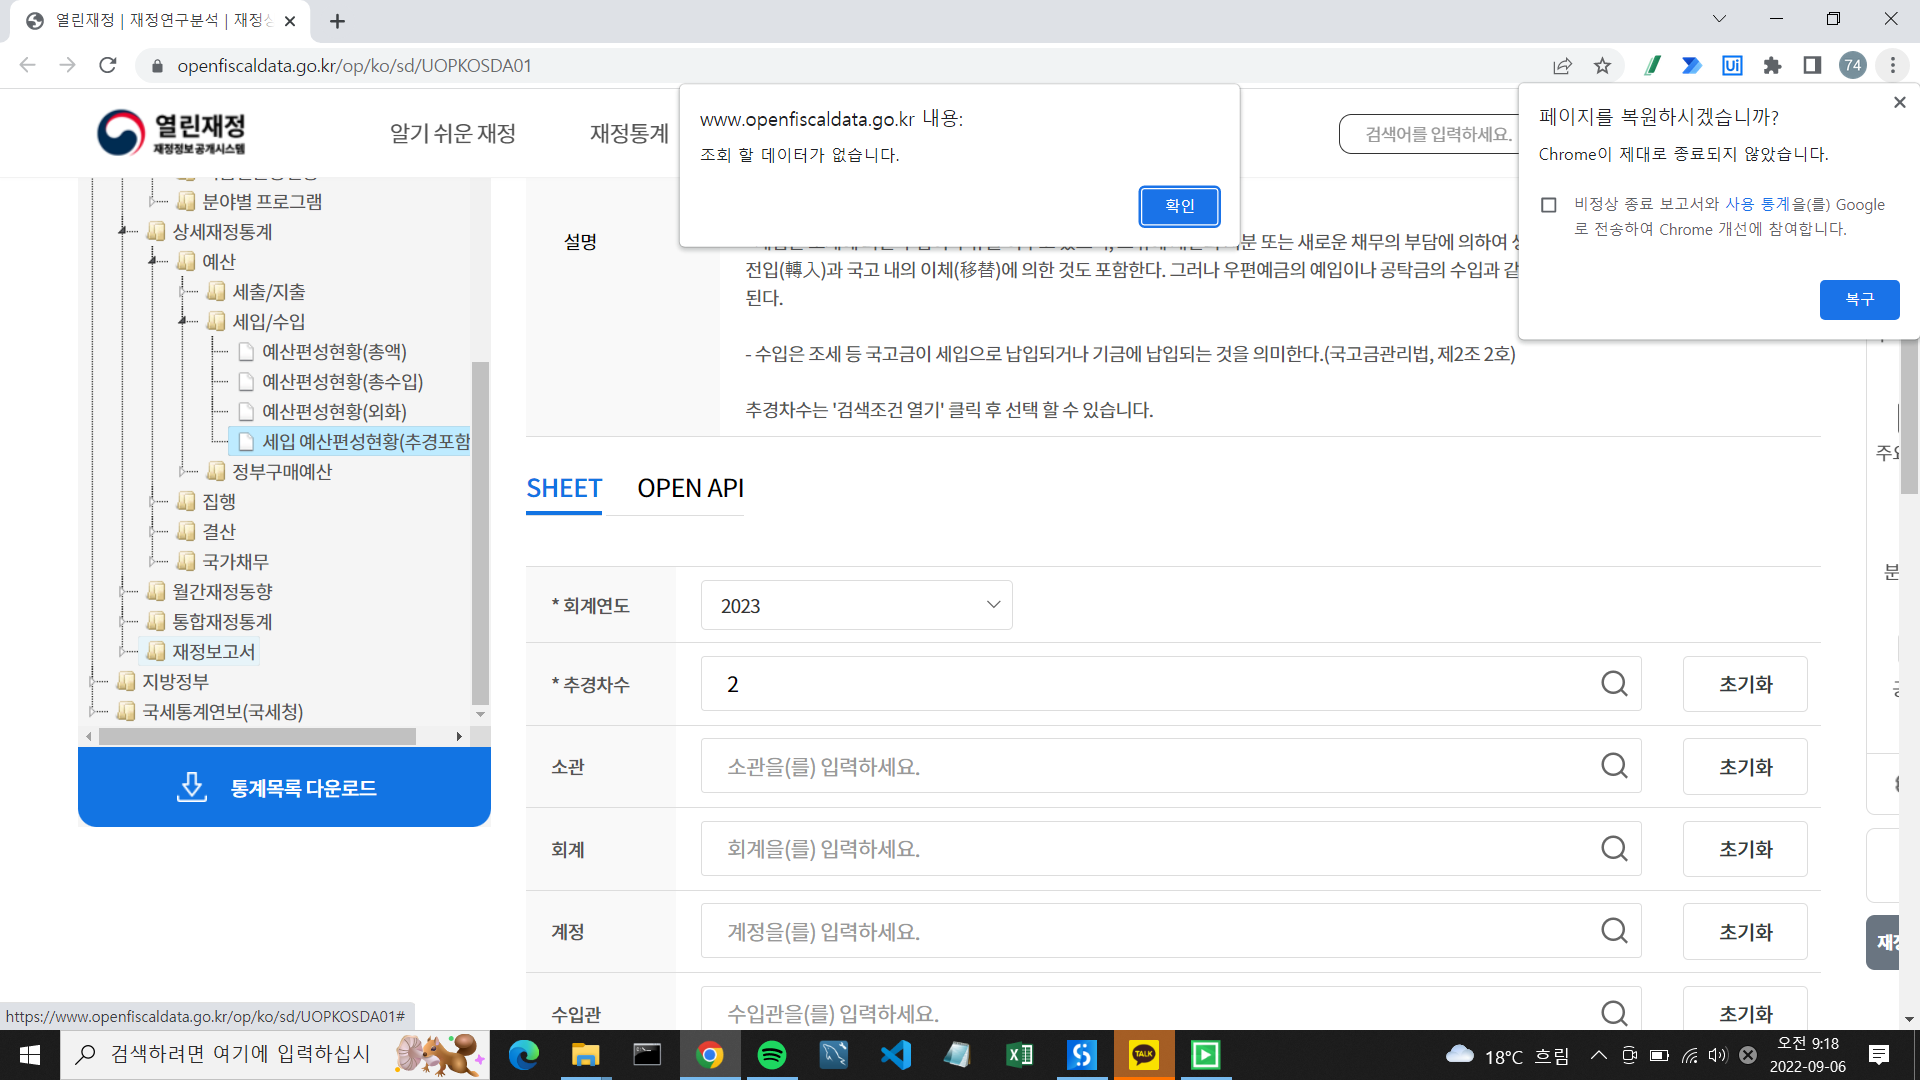 열린재정 | 재정연구분석 | 재정상
openfiscaldata.go.kr/op/ko/sd/UOPKOSDA01
74
열린재정
재정정보공개시스템
알기 쉬운 재정
재정통계
검색어를 입력하세요.
www.openfiscaldata.go.kr 내용:
조회 할 데이터가 없습니다.
확인
페이지를 복원하시겠습니까?
Chrome이 제대로 종료되지 않았습니다.
비정상 종료 보고서와 사용 통계을(를) Google
로 전송하여 Chrome 개선에 참여합니다.
복구
분야별 프로그램
상세재정통계
예산
세출/지출
세입/수입
예산편성현황(총액)
예산편성현황(총수입)
예산편성현황(외화)
세입 예산편성현황(추경포함
정부구매예산
집행
결산
국가채무
월간재정동향
통합재정통계
재정보고서
지방정부
국세통계연보(국세청)
통계목록 다운로드
설명
또는 새로운 채무의 부담에 의하여
전입(轉入)과 국고 내의 이체(移替)에 의한 것도 포함한다. 그러나 우편예금의 예입이나 공탁금의 수입과 같
된다.
- 수입은 조세 등 국고금이 세입으로 납입되거나 기금에 납입되는 것을 의미한다.(국고금관리법, 제2조 2호)
추경차수는 '검색조건 열기' 클릭 후 선택 할 수 있습니다.
SHEET
OPEN API
* 회계연도
2023
* 추경차수
2
초기화
소관
소관을(를) 입력하세요.
초기화
회계
회계을(를) 입력하세요.
초기화
계정
계정을(를) 입력하세요.
초기화
수입관
수입관을(를) 입력하세요.
초기화
주요
분
재정
https://www.openfiscaldata.go.kr/op/ko/sd/UOPKOSDA01#
검색하려면 여기에 입력하십시
TALK
18°C 흐림
오전 9:18
2022-09-06